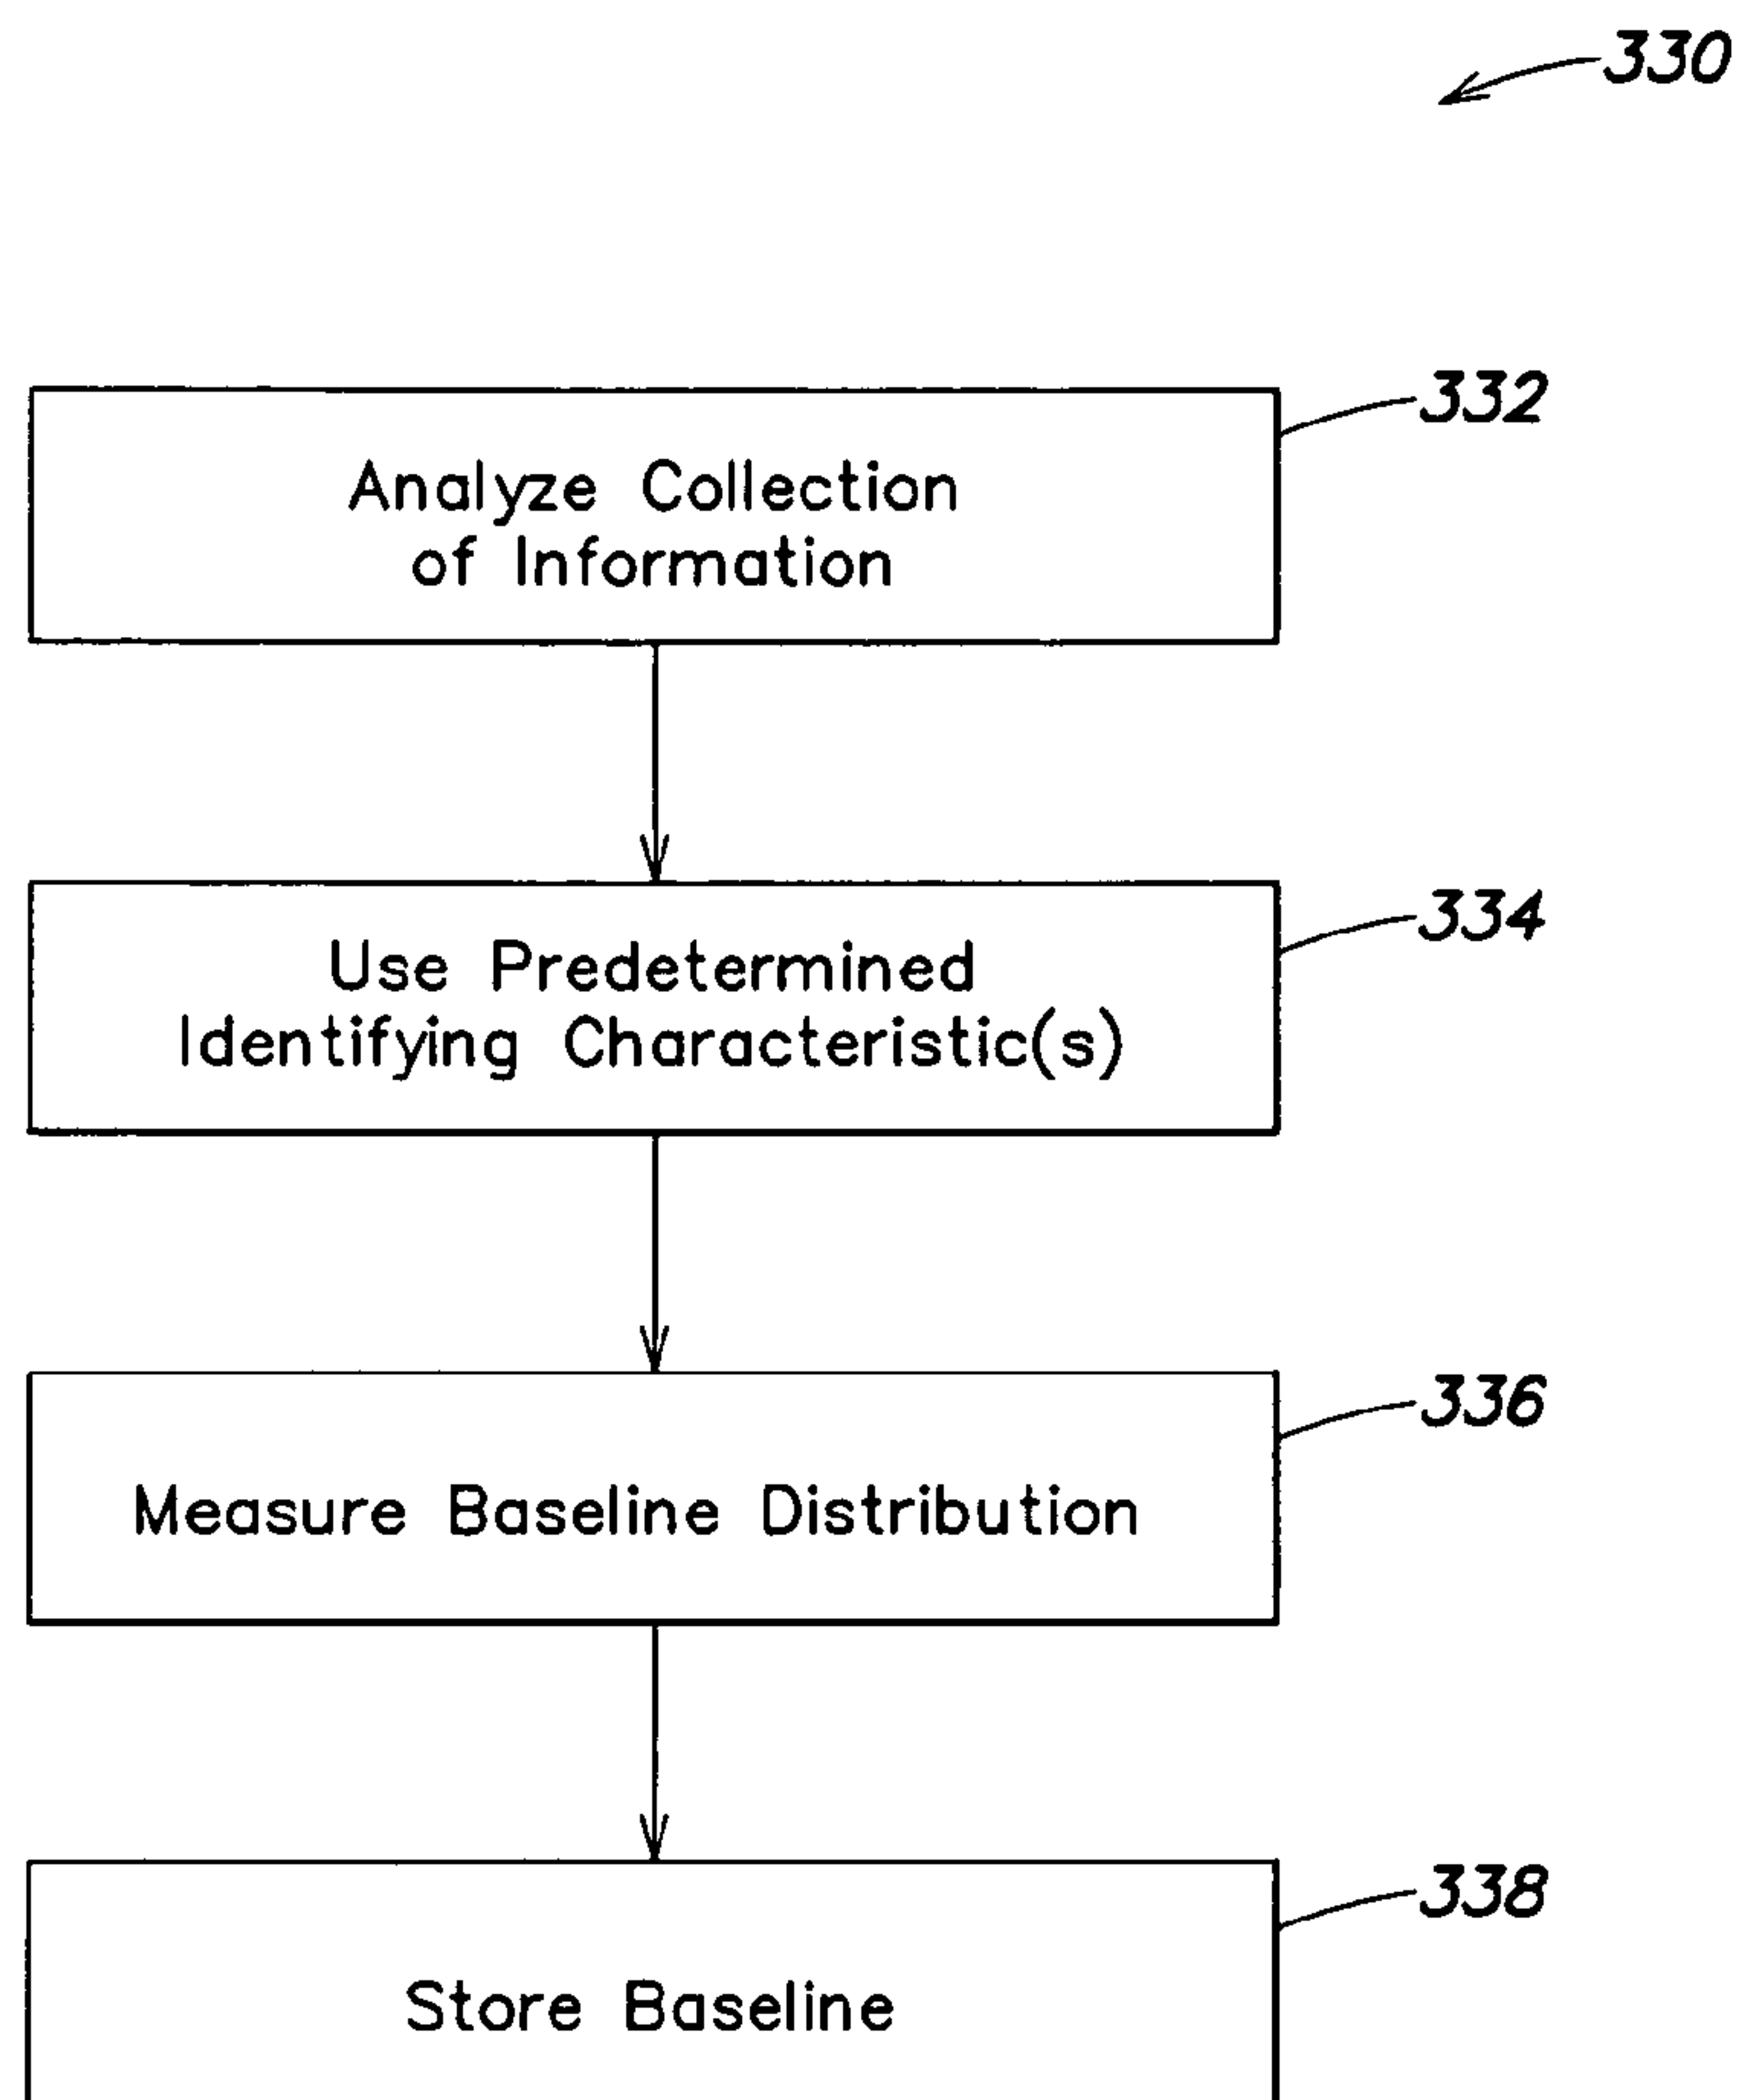 330
332
Analyze Collection
of Information
334
Use Predetermined
Identifying Characteristic(s)
336
Measure Baseline Distribution
338
Store Baseline